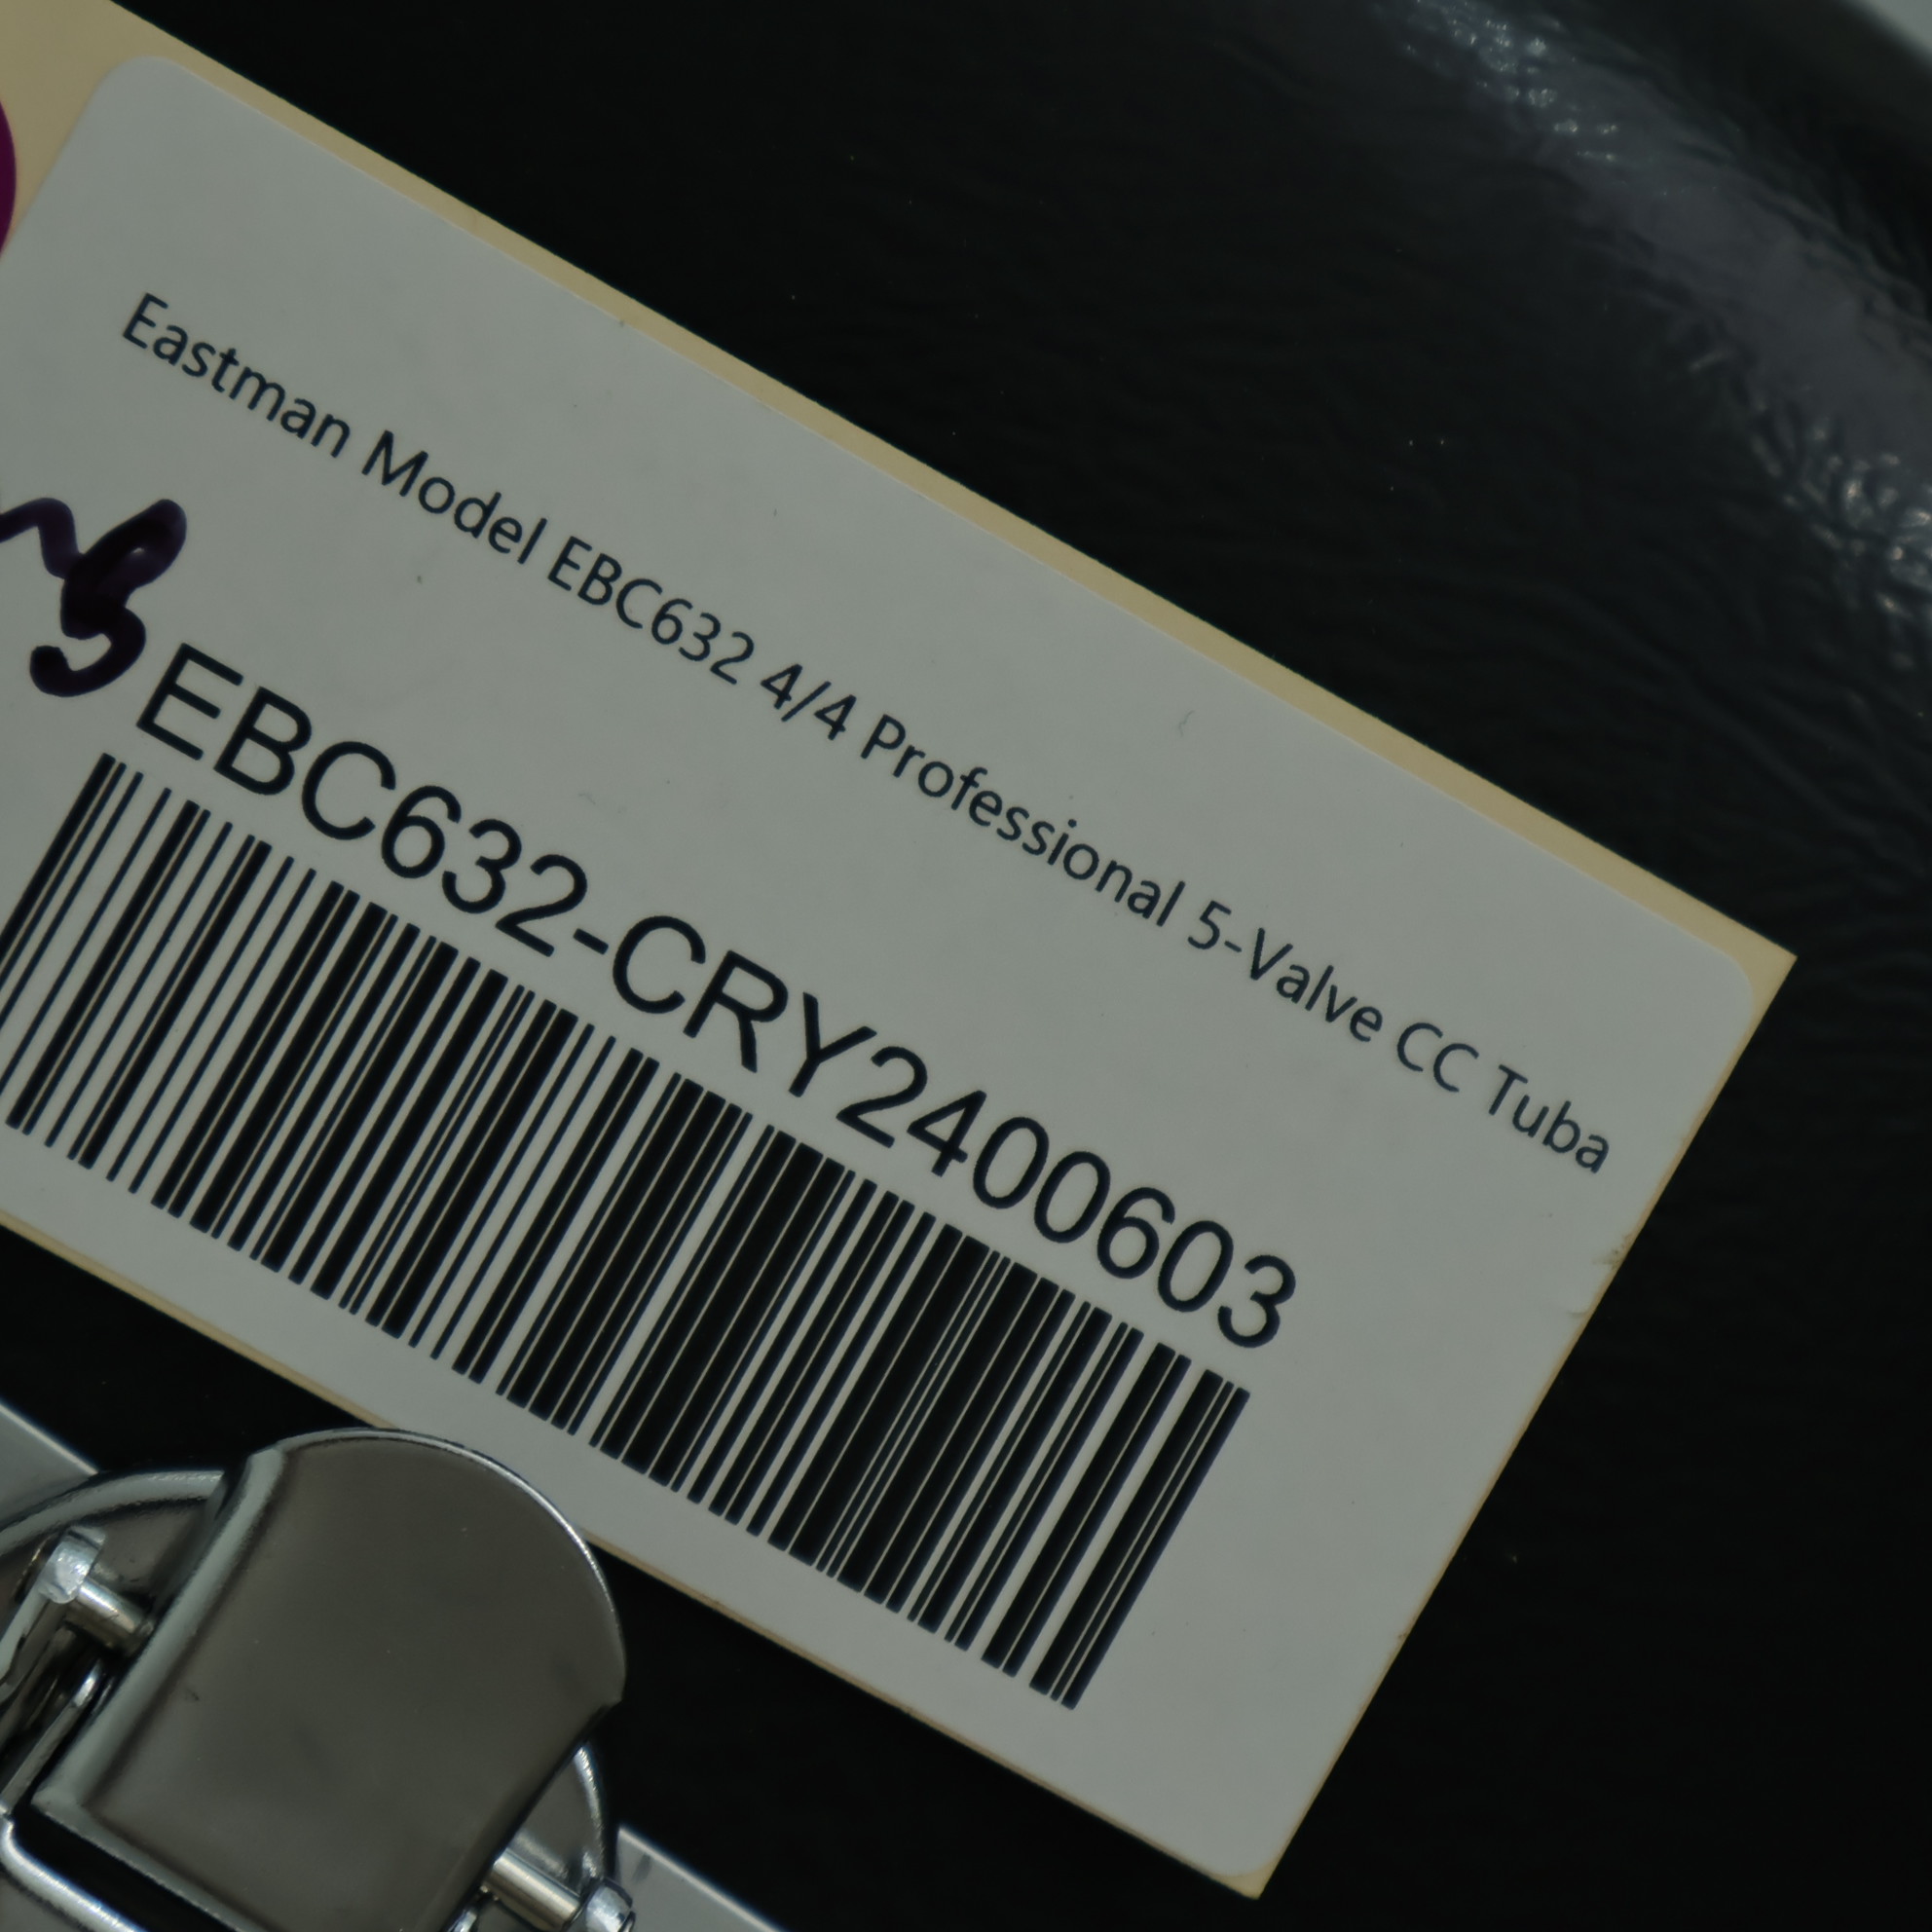 Eastman Model EBC632 4/4 Professional 5-Valve CC Tuba
EBC632-CRY2400603